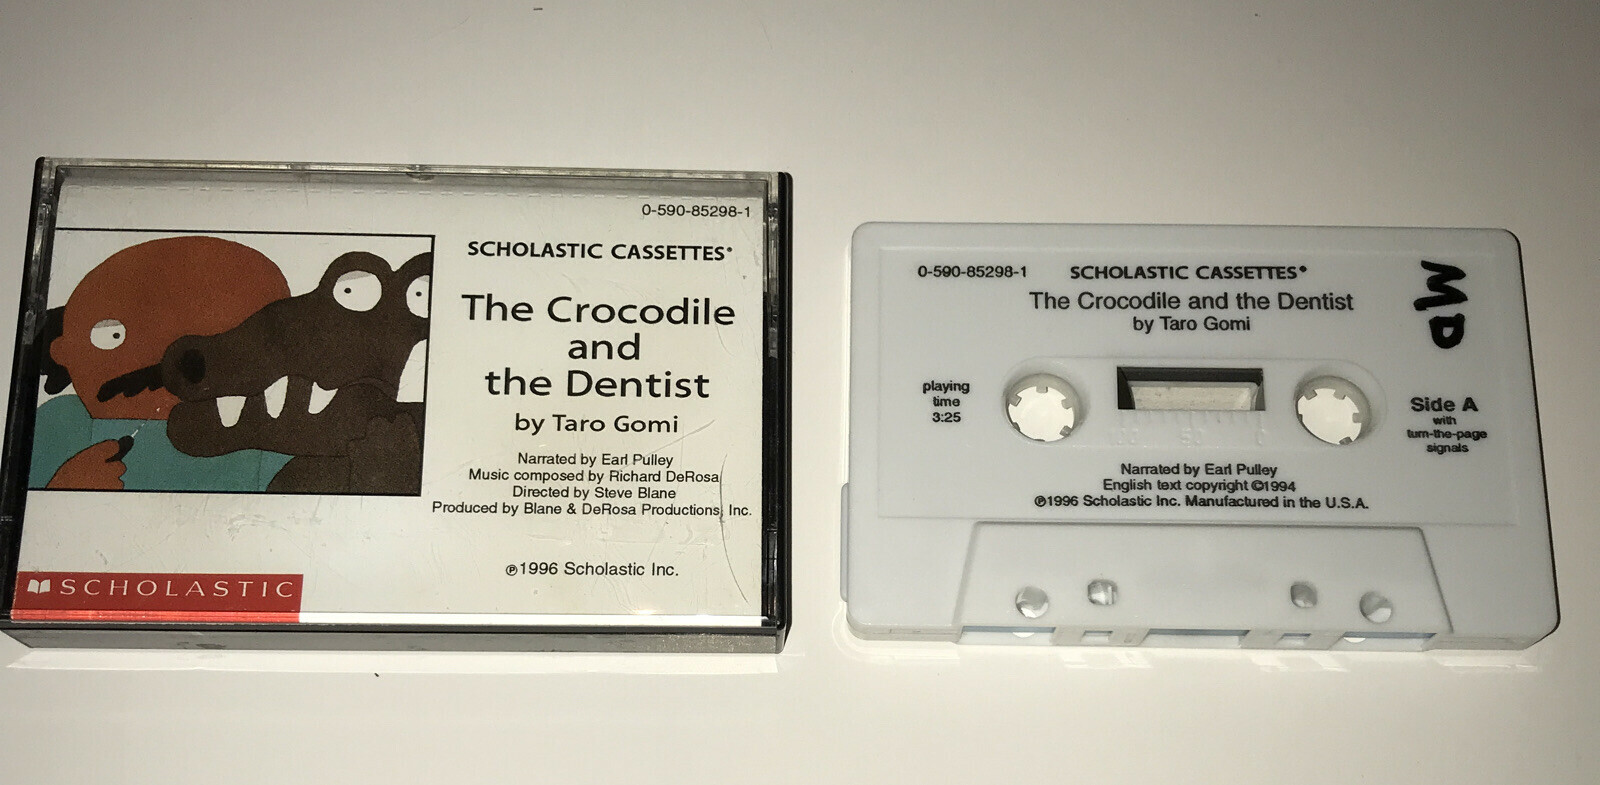 0-590-85298-1
SCHOLASTIC CASSETTES®
The Crocodile
and
the Dentist
by Taro Gomi
Narrated by Earl Pulley
Music composed by Richard DeRosa
Directed by Steve Blane
Produced by Blane & DeRosa Productions, Inc.
℗1996 Scholastic Inc.
SCHOLASTIC
0-590-85298-1 SCHOLASTIC CASSETTES®
The Crocodile and the Dentist
by Taro Gomi
MD
playing
time
3:25
Side A
with
turn-the-page
signals
100 50 0
Narrated by Earl Pulley
English text copyright ©1994
℗1996 Scholastic Inc. Manufactured in the U.S.A.